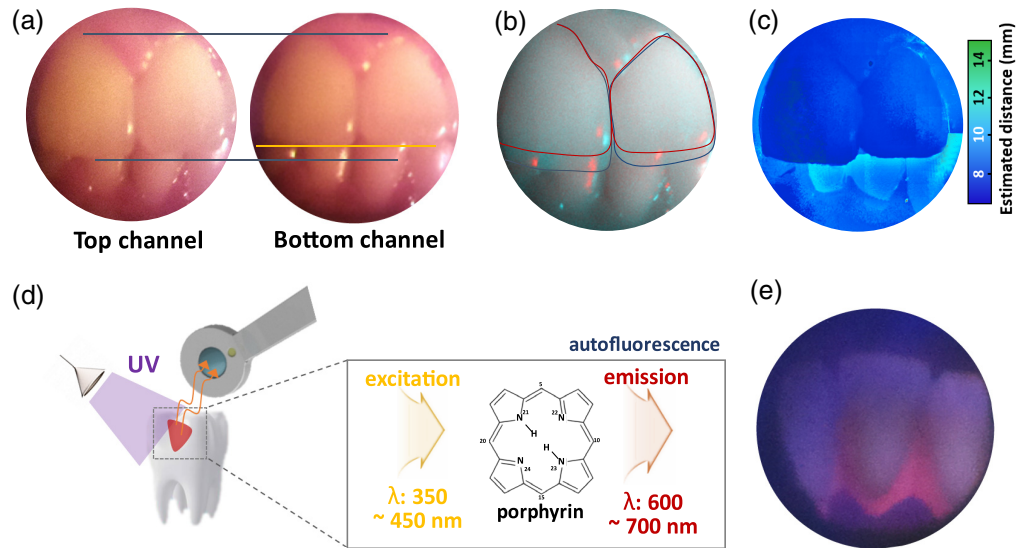 (a)
Top channel
Bottom channel
(b)
(c)
8
10
12
14
Estimated distance (mm)
(d)
UV
autofluorescence
excitation
emission
5
N
21
22
N
H
20
10
H
N
24
N
23
15
λ: 350
~ 450 nm
porphyrin
λ: 600
~ 700 nm
(e)